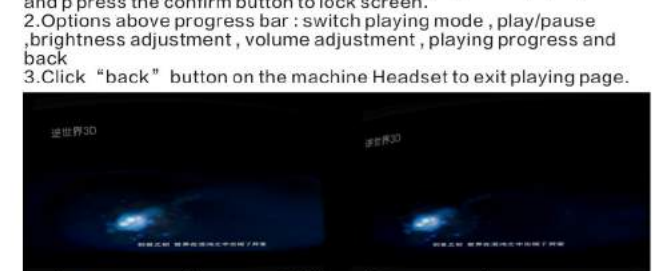 and p press the confirm button to lock screen.
2.Options above progress bar : switch playing mode , play/pause
,brightness adjustment , volume adjustment , playing progress and
back
3.Click “back” button on the machine Headset to exit playing page.
逆世界3D
逆世界3D